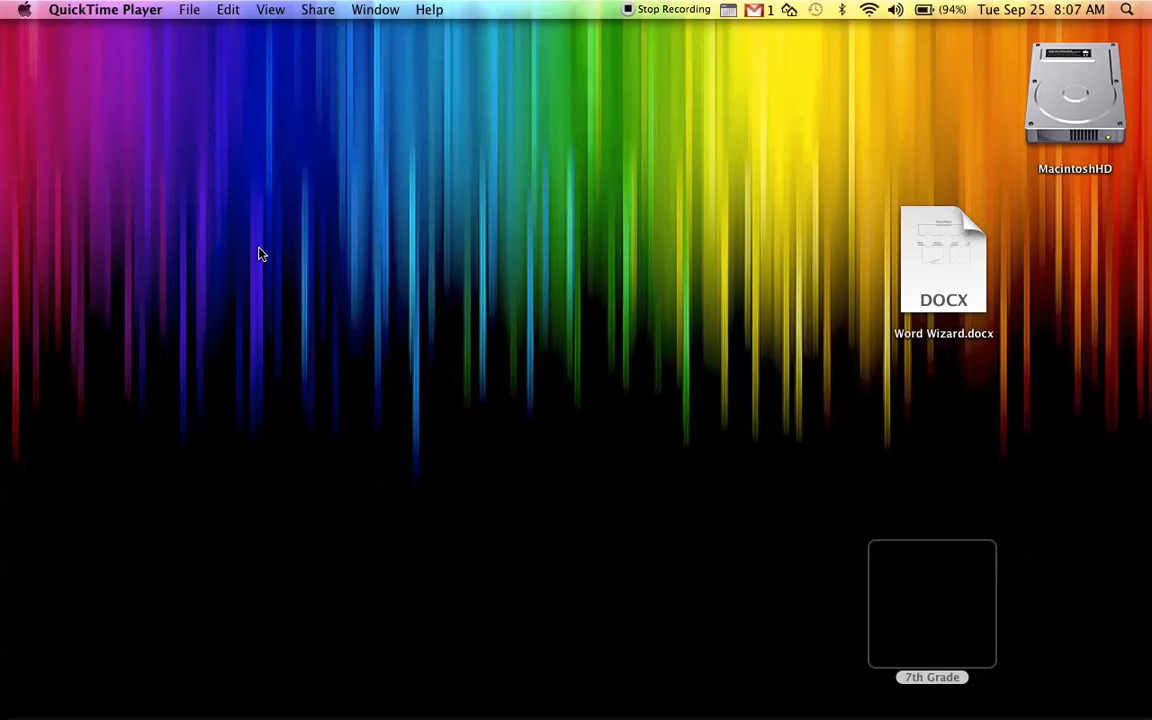 QuickTime Player File Edit View Share Window Help Stop Recording 1 (94%) Tue Sep 25 8:07 AM
MacintoshHD
DOCX
Word Wizard.docx
7th Grade